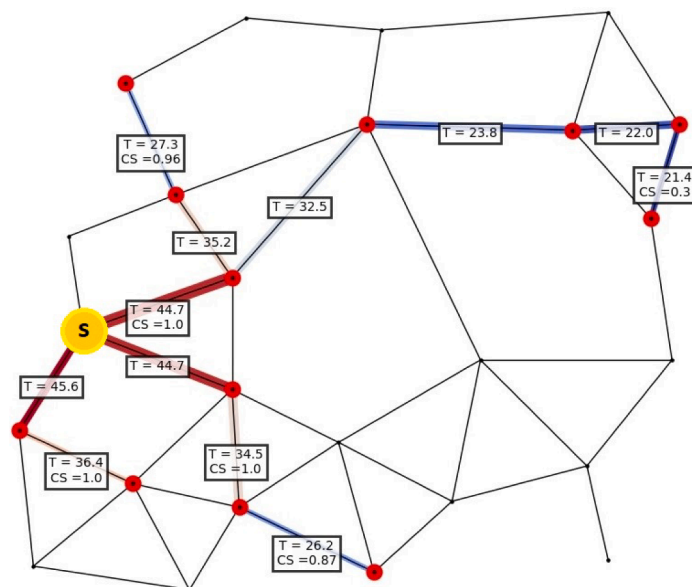 T = 23.8
T = 22.0
T = 27.3
CS =0.96
T = 21.4
CS =0.3
T = 32.5
T = 35.2
T = 44.7
CS =1.0
S
T = 44.7
T = 45.6
T = 34.5
CS =1.0
T = 36.4
CS =1.0
T = 26.2
CS =0.87